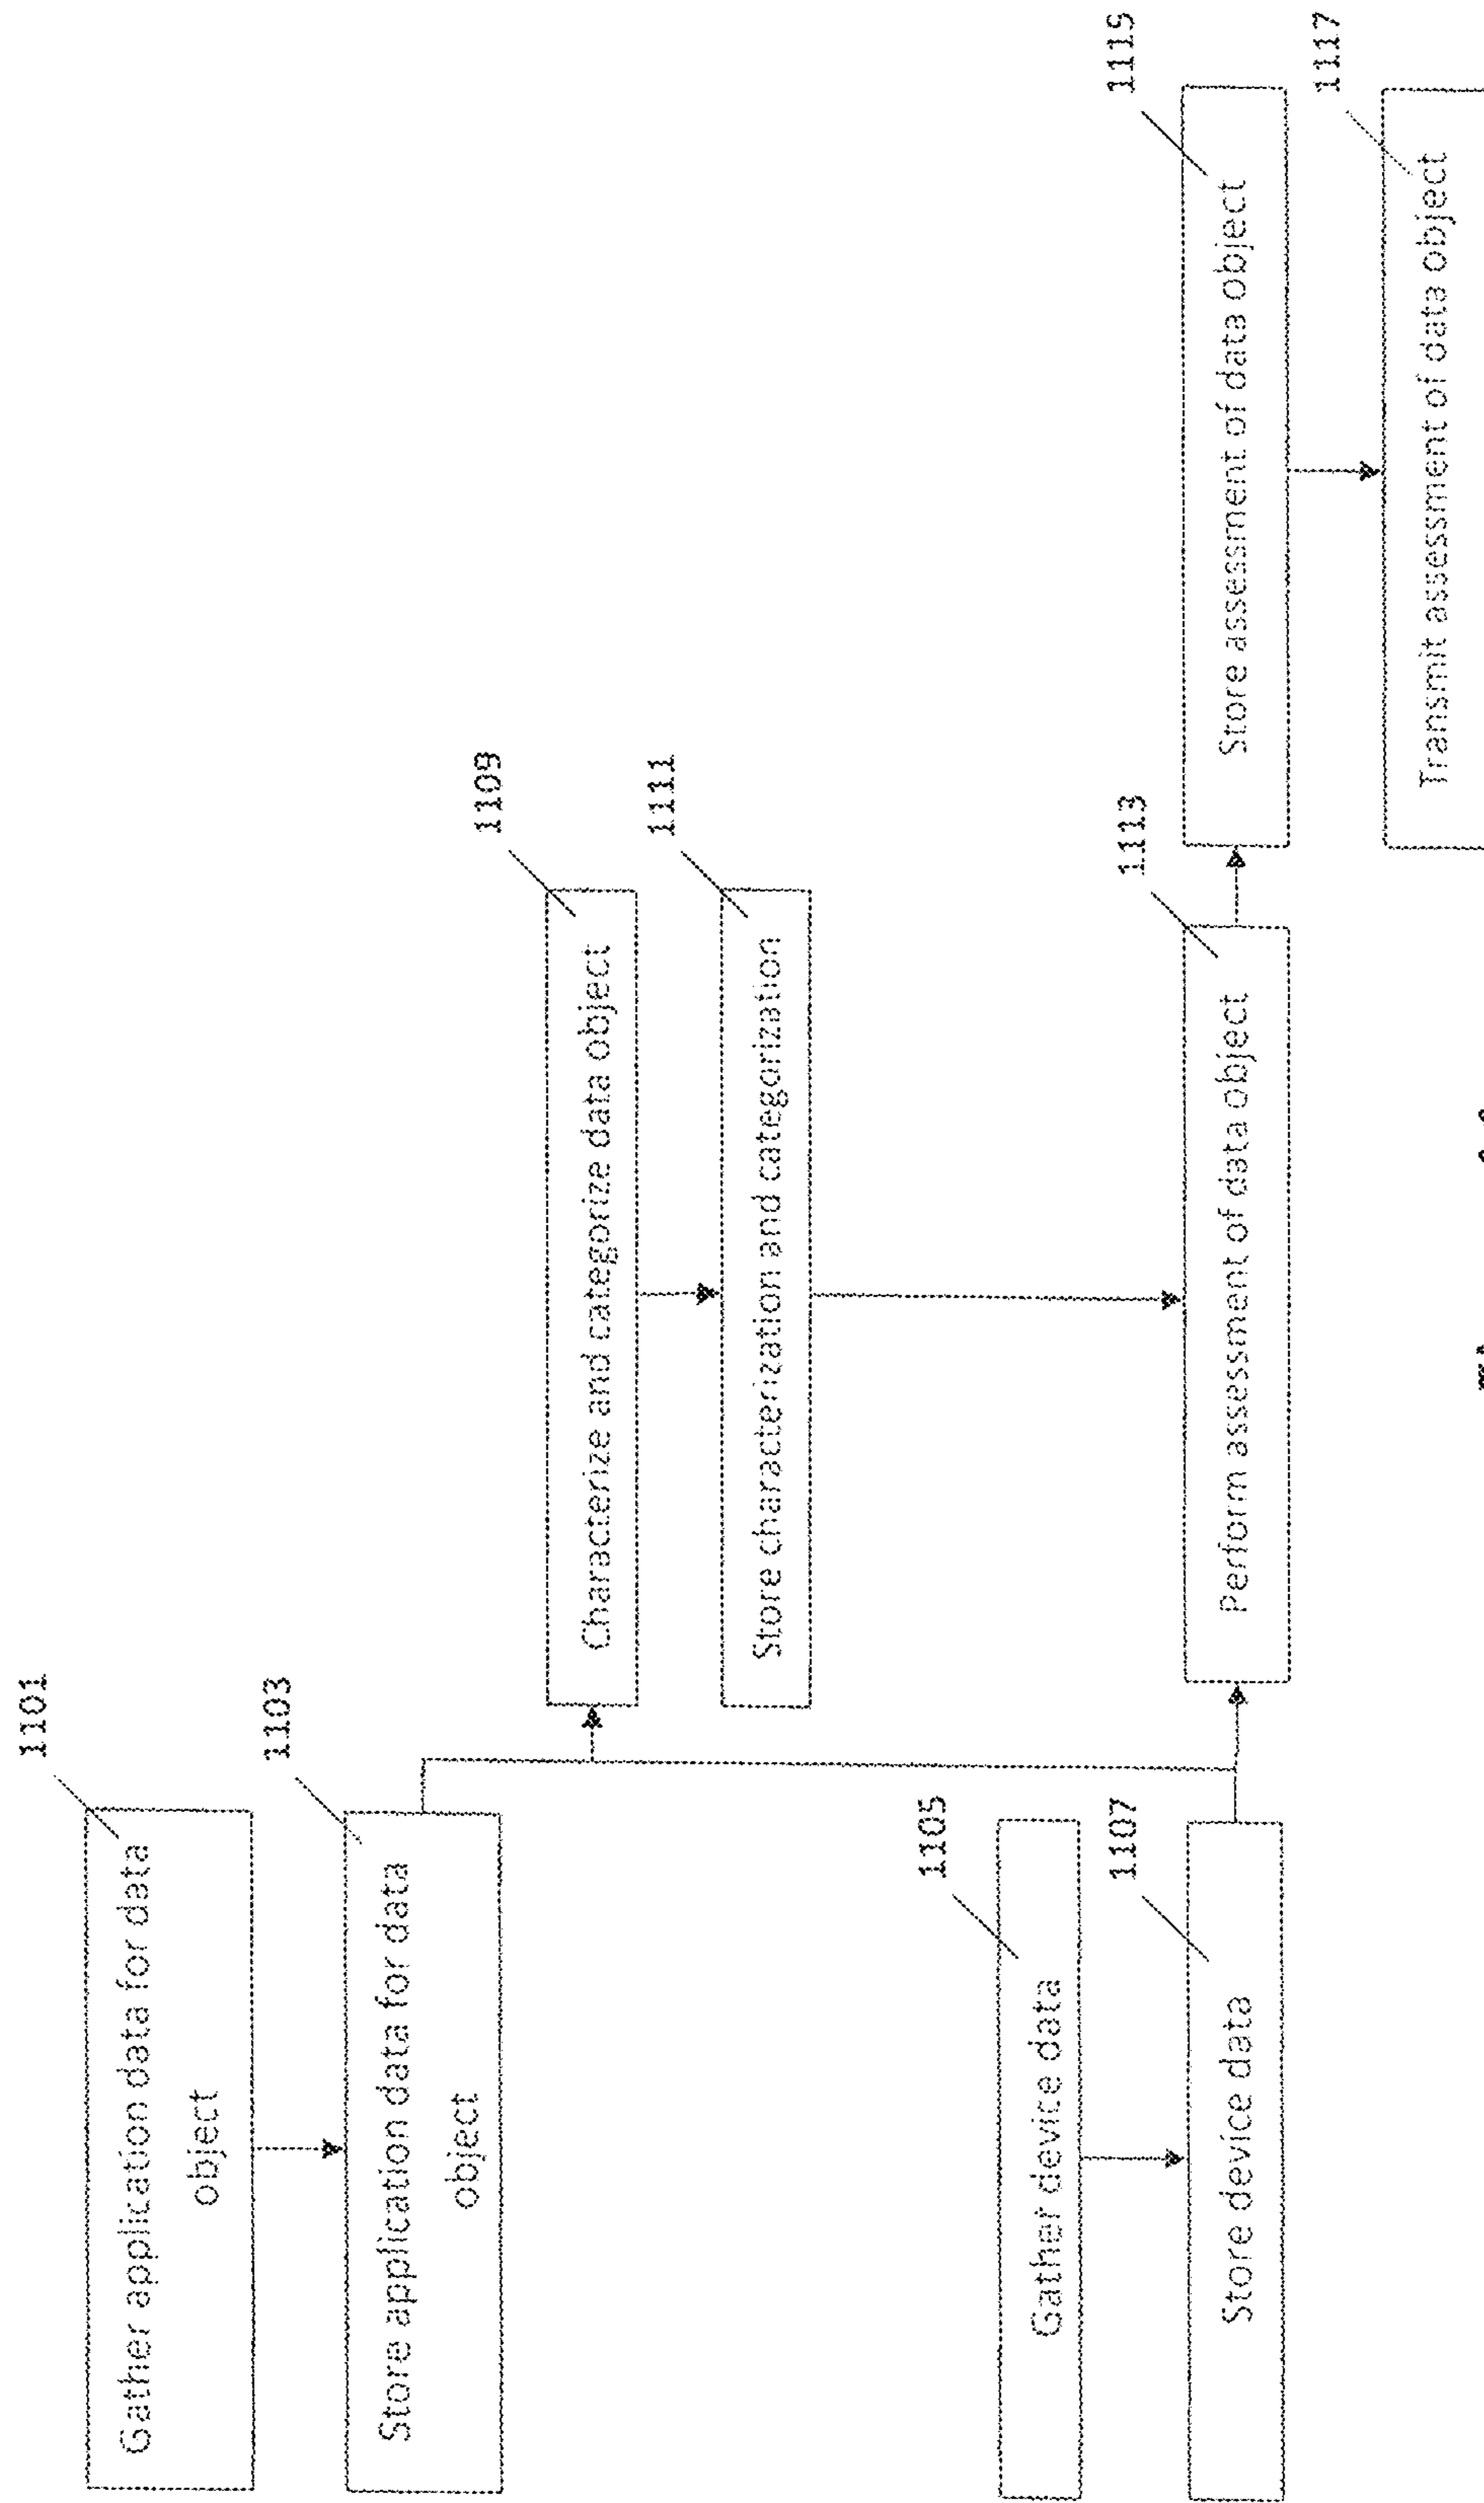 1101
Gather application data for data
object
1103
Store application data for data
object
1105
Gather device data
1107
Store device data
1109
Characterize and categorize data object
1111
Store characterization and categorization
1113
Perform assessment of data object
1115
Store assessment of data object
1117
Transmit assessment of data object